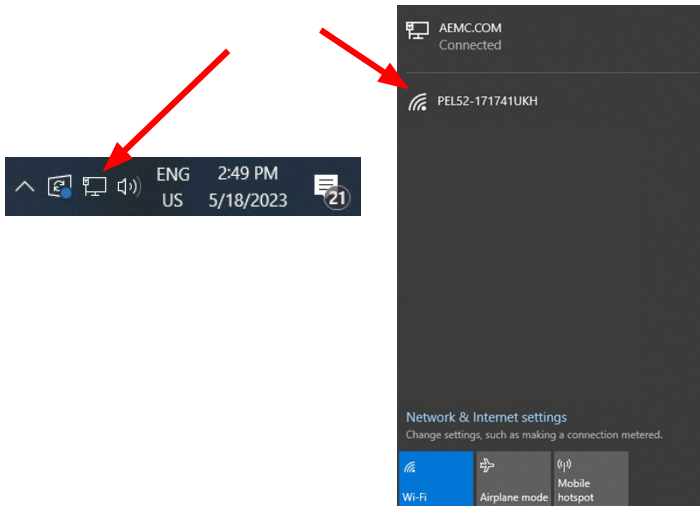 ENG
US
2:49 PM
5/18/2023
21
AEMC.COM
Connected
PEL52-171741UKH
Network & Internet settings
Change settings, such as making a connection metered.
Wi-Fi
Airplane mode
Mobile
hotspot